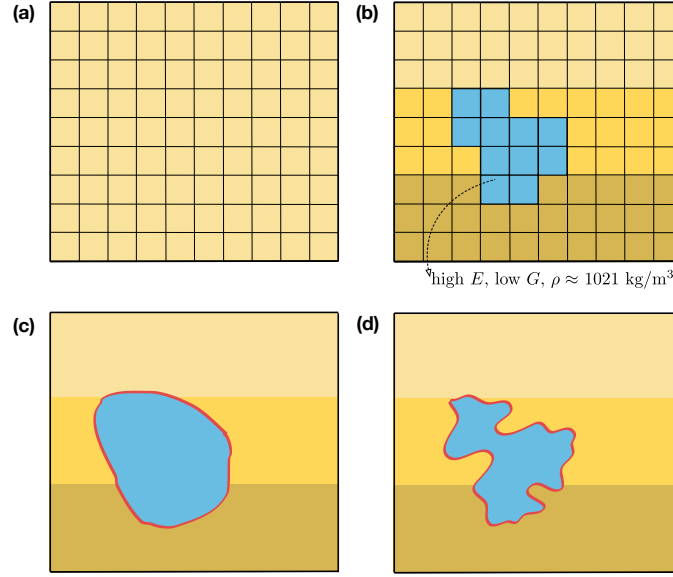 (a)
(b)
high E, low G, ρ ≈ 1021 kg/m³
(c)
(d)